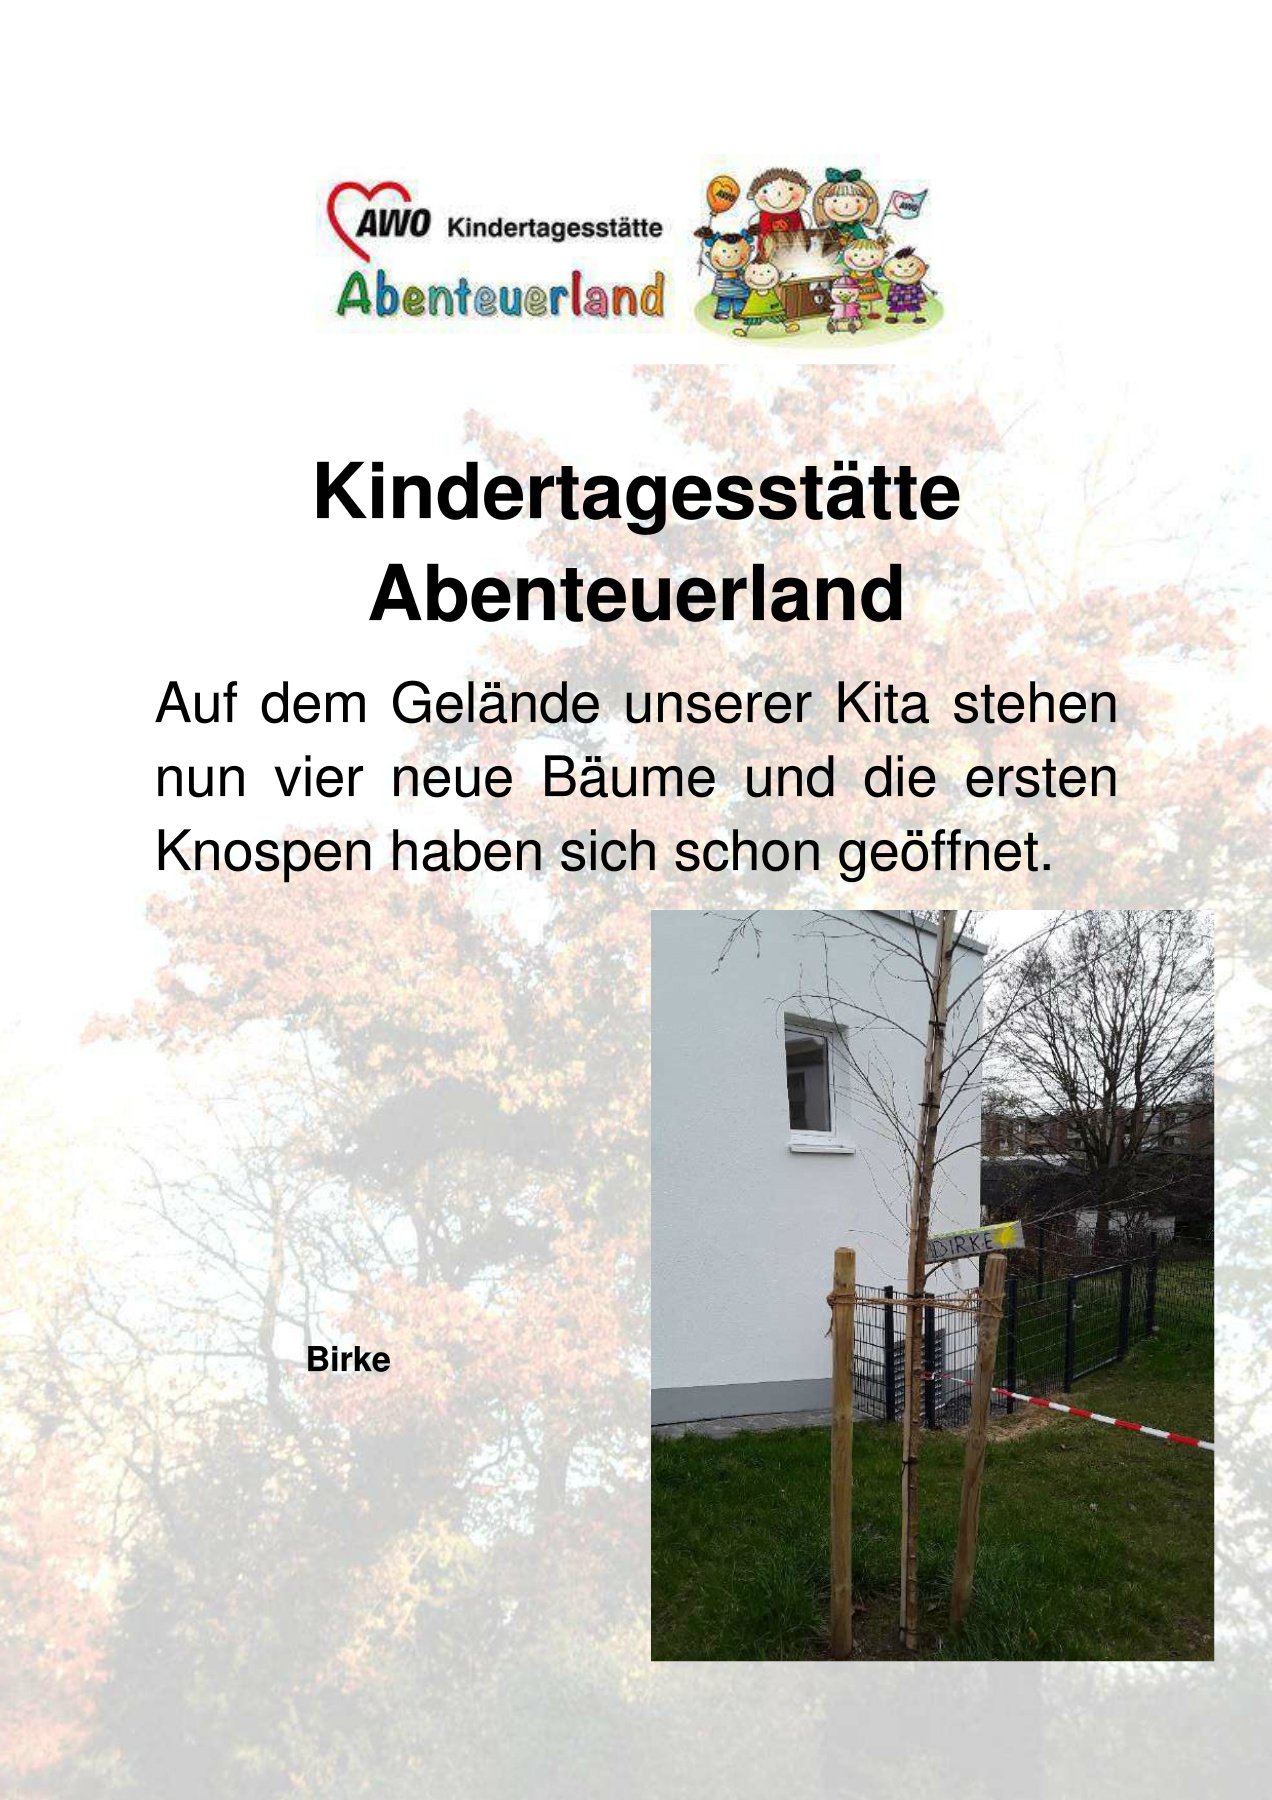 AWO Kindertagesstätte
Abenteuerland
Kindertagesstätte
Abenteuerland
Auf dem Gelände unserer Kita stehen
nun vier neue Bäume und die ersten
Knospen haben sich schon geöffnet.
BIRKE
Birke